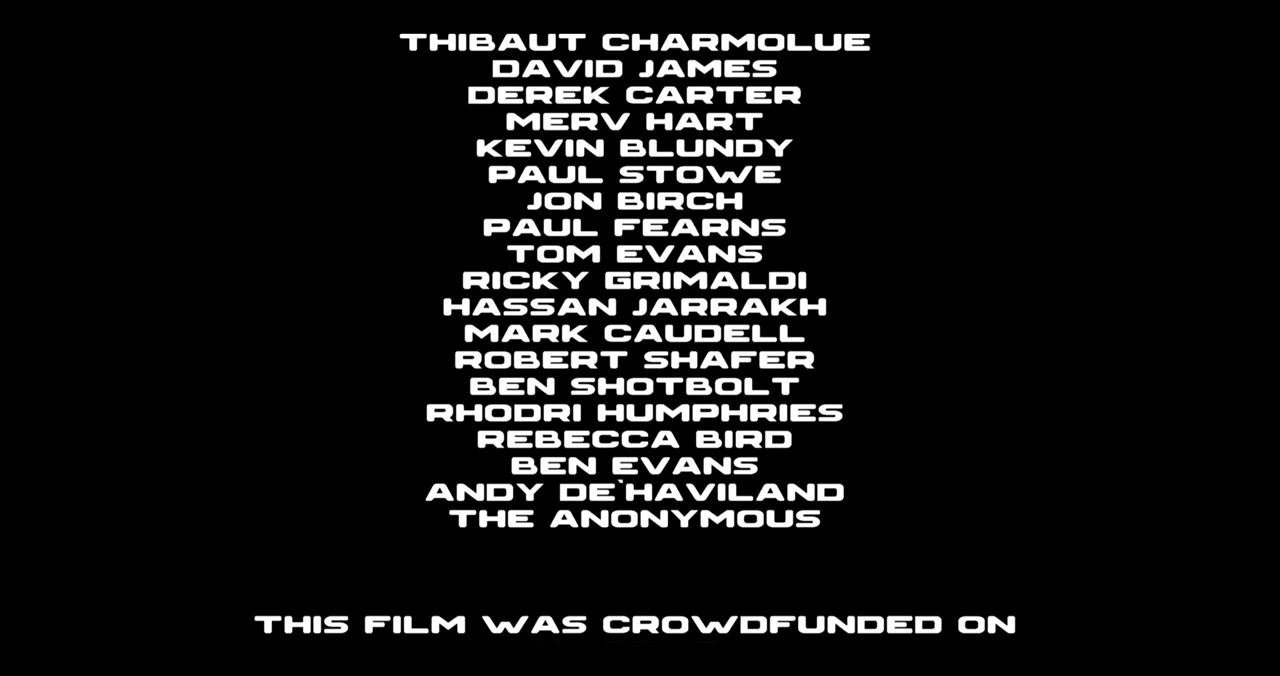 THIBAUT CHARMOLUE
DAVID JAMES
DEREK CARTER
MERV HART
KEVIN BLUNDY
PAUL STOWE
JON BIRCH
PAUL FEARNS
TOM EVANS
RICKY GRIMALDI
HASSAN JARRAKH
MARK CAUDELL
ROBERT SHAFER
BEN SHOTBOLT
RHODRI HUMPHRIES
REBECCA BIRD
BEN EVANS
ANDY DE`HAVILAND
THE ANONYMOUS
THIS FILM WAS CROWDFUNDED ON